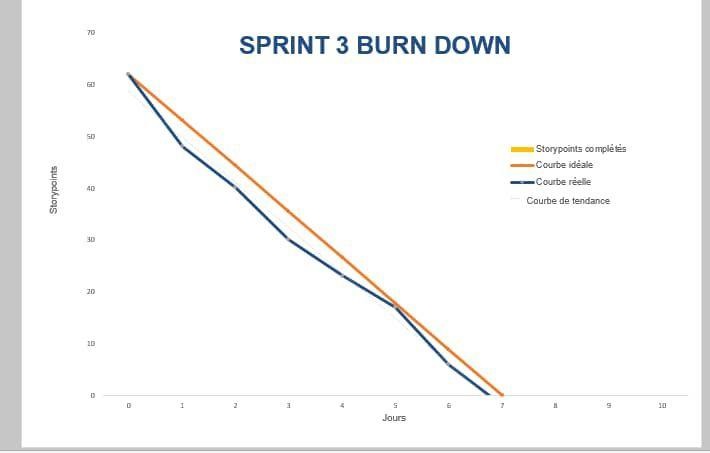 SPRINT 3 BURN DOWN
70
60
50
40
30
20
10
0
Storypoints
Storypoints complétés
Courbe idéale
Courbe réelle
Courbe de tendance
0 1 2 3 4 5 6 7 8 9 10
Jours